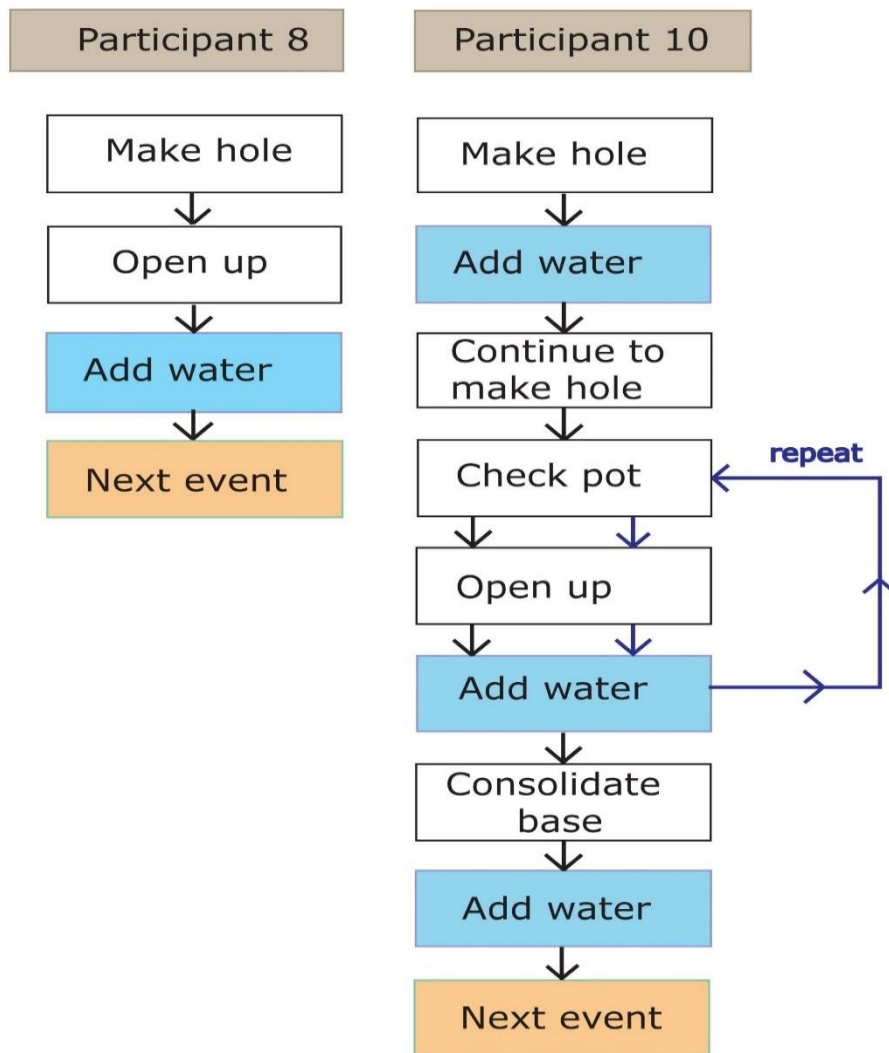 Participant 8
Make hole
Open up
Add water
Next event
Participant 10
Make hole
Add water
Continue to
make hole
Check pot
repeat
Open up
Add water
Consolidate
base
Add water
Next event